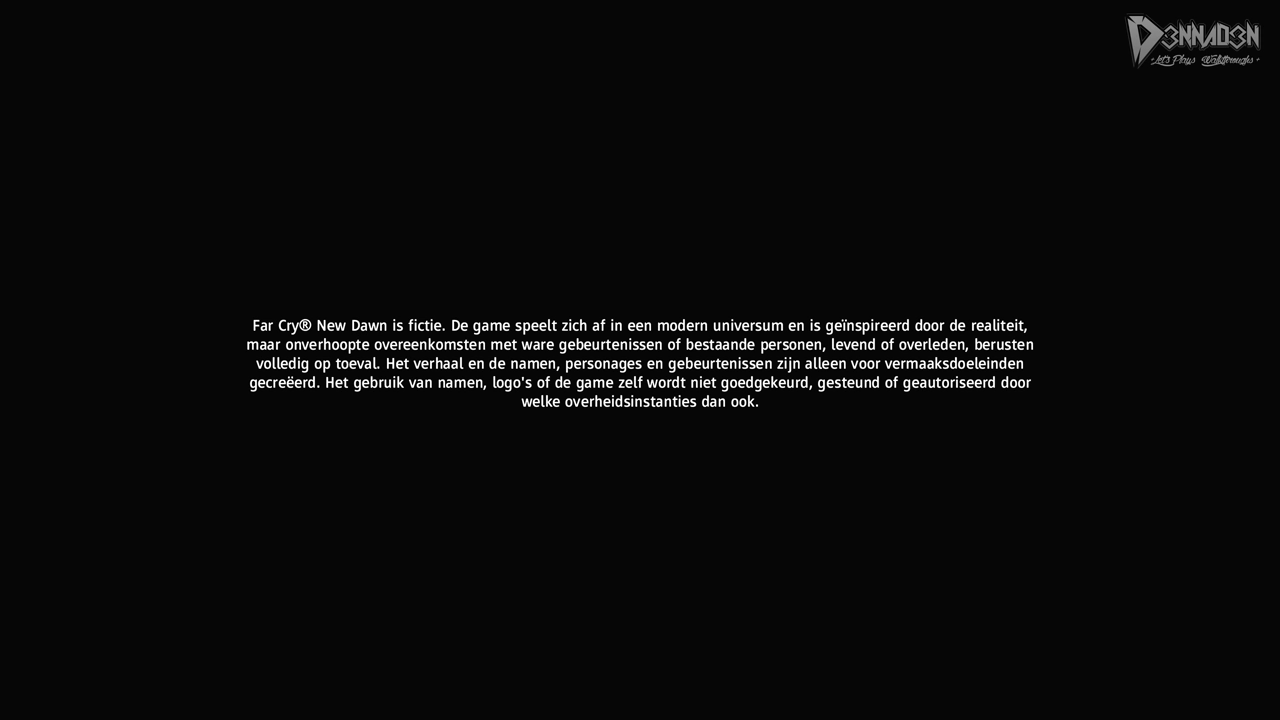 D3NNAD3N
Let's Plays Walkthroughs
Far Cry® New Dawn is fictie. De game speelt zich af in een modern universum en is geïnspireerd door de realiteit,
maar onverhoopte overeenkomsten met ware gebeurtenissen of bestaande personen, levend of overleden, berusten
volledig op toeval. Het verhaal en de namen, personages en gebeurtenissen zijn alleen voor vermaaksdoeleinden
gecreëerd. Het gebruik van namen, logo's of de game zelf wordt niet goedgekeurd, gesteund of geautoriseerd door
welke overheidsinstanties dan ook.